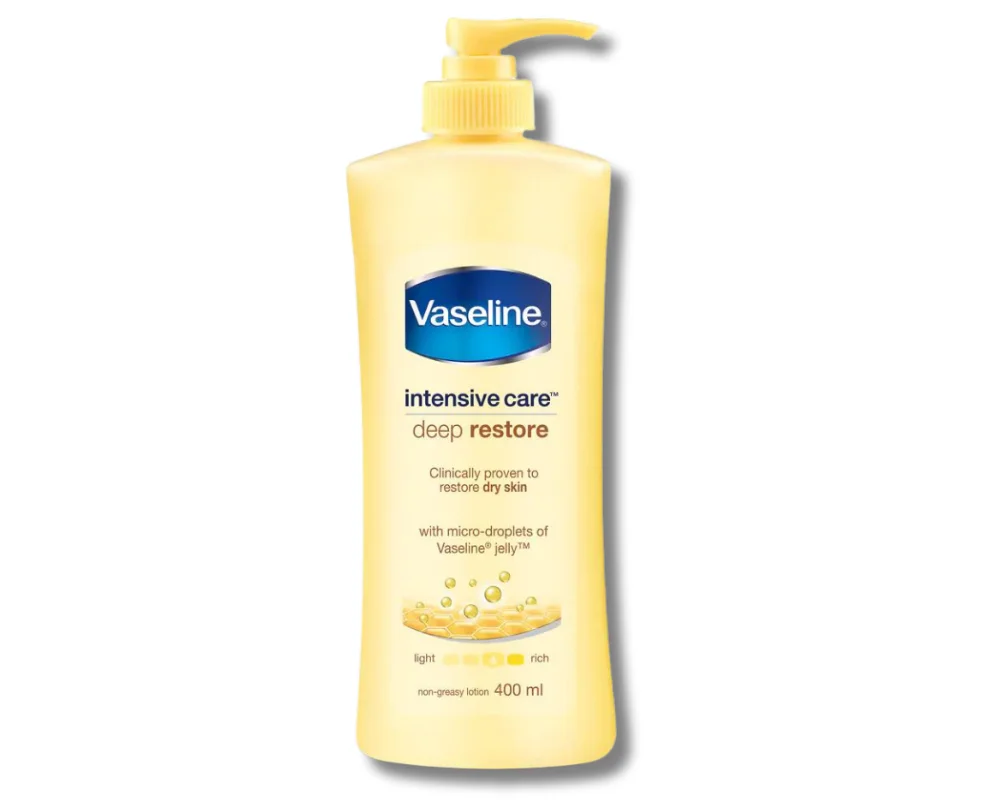 Vaseline®
intensive care™
deep restore
Clinically proven to
restore dry skin
with micro-droplets of
Vaseline® jelly™
light rich
non-greasy lotion 400 ml